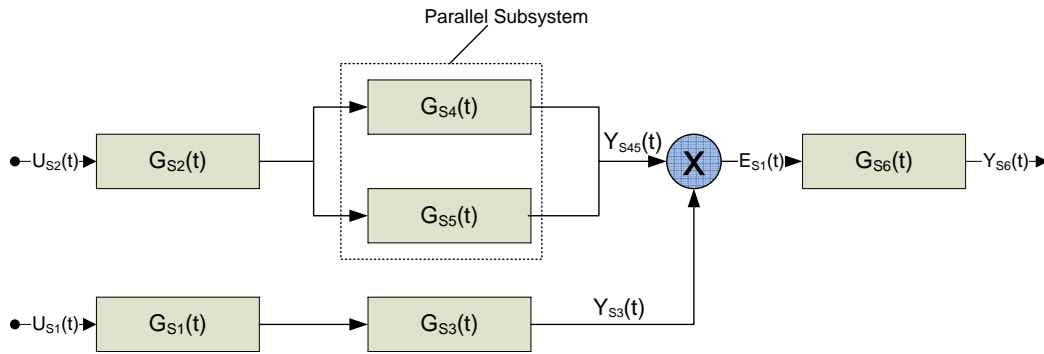 Parallel Subsystem
G_S4(t)
U_S2(t)
G_S2(t)
Y_S45(t)
X
E_S1(t)
G_S6(t)
Y_S6(t)
G_S5(t)
U_S1(t)
G_S1(t)
G_S3(t)
Y_S3(t)